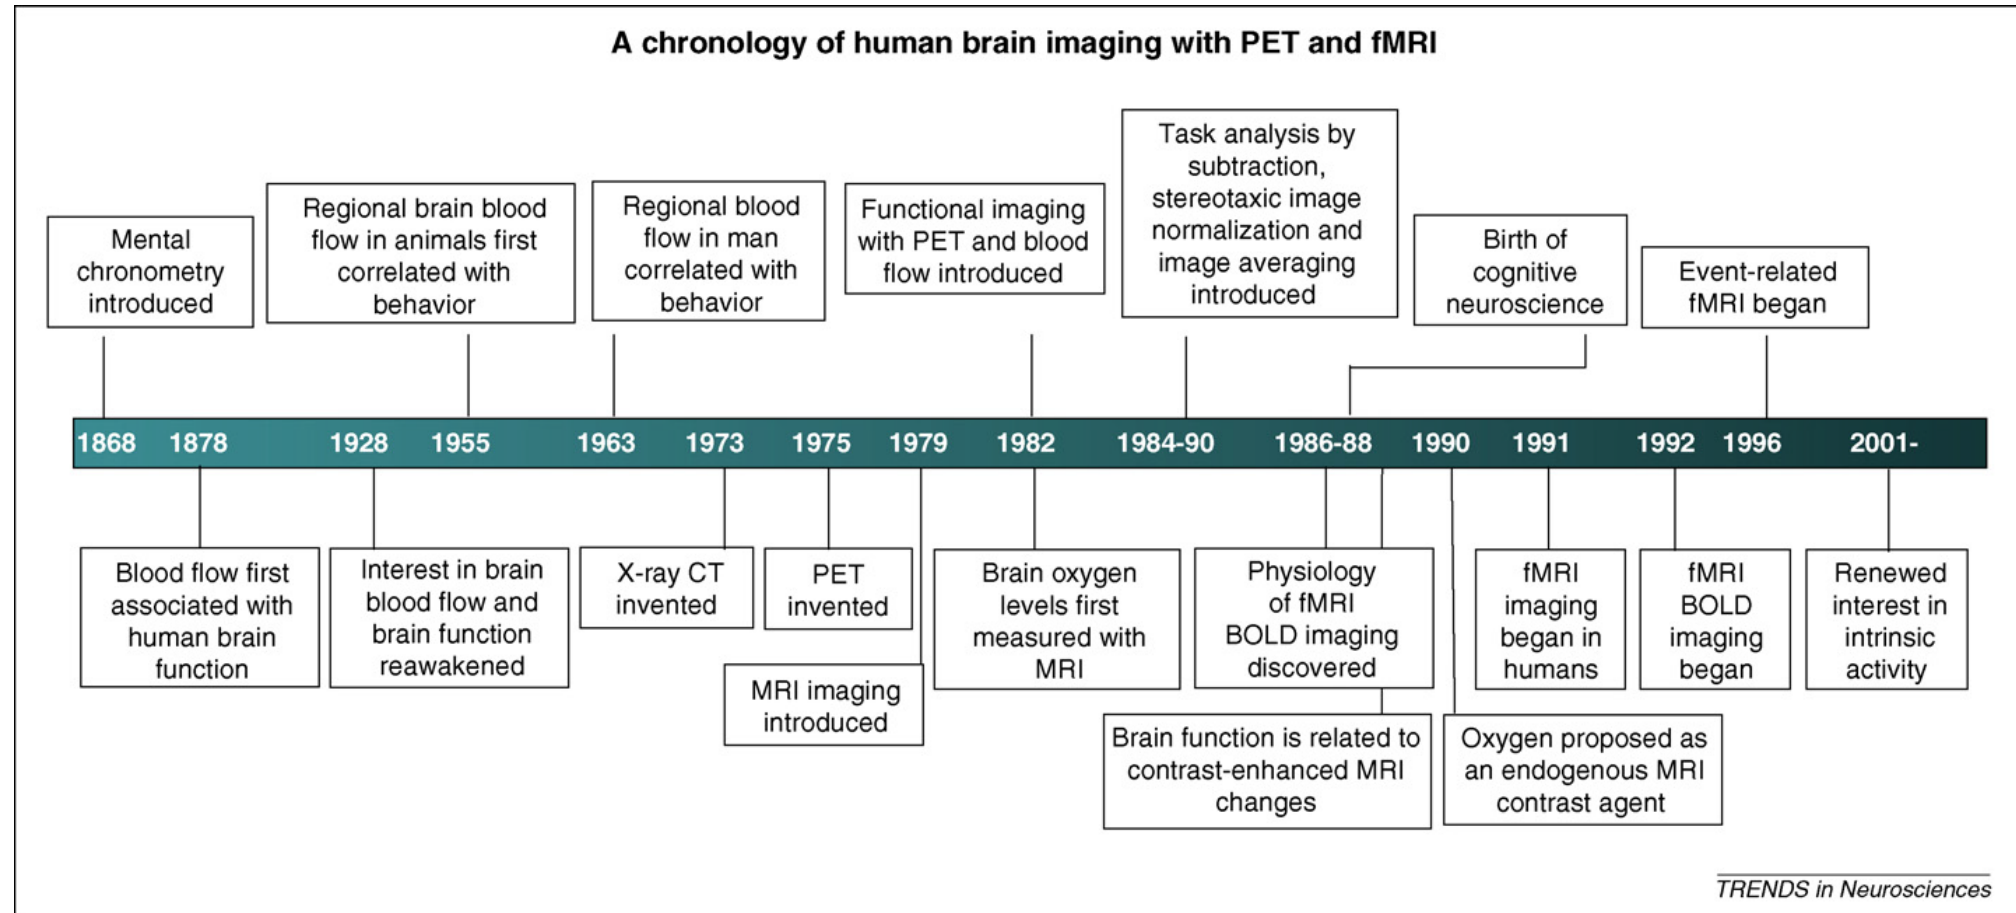 A chronology of human brain imaging with PET and fMRI
Mental
chronometry
introduced
Regional brain blood
flow in animals first
correlated with
behavior
Regional blood
flow in man
correlated with
behavior
Functional imaging
with PET and blood
flow introduced
Task analysis by
subtraction,
stereotaxic image
normalization and
image averaging
introduced
Birth of
cognitive
neuroscience
Event-related
fMRI began
1868 1878 1928 1955 1963 1973 1975 1979 1982 1984-90 1986-88 1990 1991 1992 1996 2001-
Blood flow first
associated with
human brain
function
Interest in brain
blood flow and
brain function
reawakened
X-ray CT
invented
PET
invented
MRI imaging
introduced
Brain oxygen
levels first
measured with
MRI
Physiology
of fMRI
BOLD imaging
discovered
Brain function is related to
contrast-enhanced MRI
changes
Oxygen proposed as
an endogenous MRI
contrast agent
fMRI
imaging
began in
humans
fMRI
BOLD
imaging
began
Renewed
interest in
intrinsic
activity
TRENDS in Neurosciences